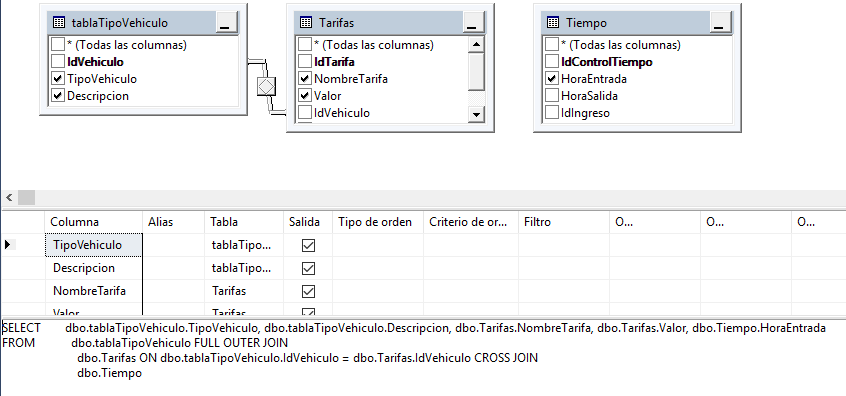 tablaTipoVehiculo
* (Todas las columnas)
IdVehiculo
TipoVehiculo
Descripcion
Tarifas
* (Todas las columnas)
IdTarifa
NombreTarifa
Valor
IdVehiculo
Tiempo
* (Todas las columnas)
IdControlTiempo
HoraEntrada
HoraSalida
IdIngreso
Columna Alias Tabla Salida Tipo de orden Criterio de or... Filtro O... O... O...
TipoVehiculo tablaTipo...
Descripcion tablaTipo...
NombreTarifa Tarifas
Valor Tarifas
SELECT dbo.tablaTipoVehiculo.TipoVehiculo, dbo.tablaTipoVehiculo.Descripcion, dbo.Tarifas.NombreTarifa, dbo.Tarifas.Valor, dbo.Tiempo.HoraEntrada
FROM dbo.tablaTipoVehiculo FULL OUTER JOIN
dbo.Tarifas ON dbo.tablaTipoVehiculo.IdVehiculo = dbo.Tarifas.IdVehiculo CROSS JOIN
dbo.Tiempo